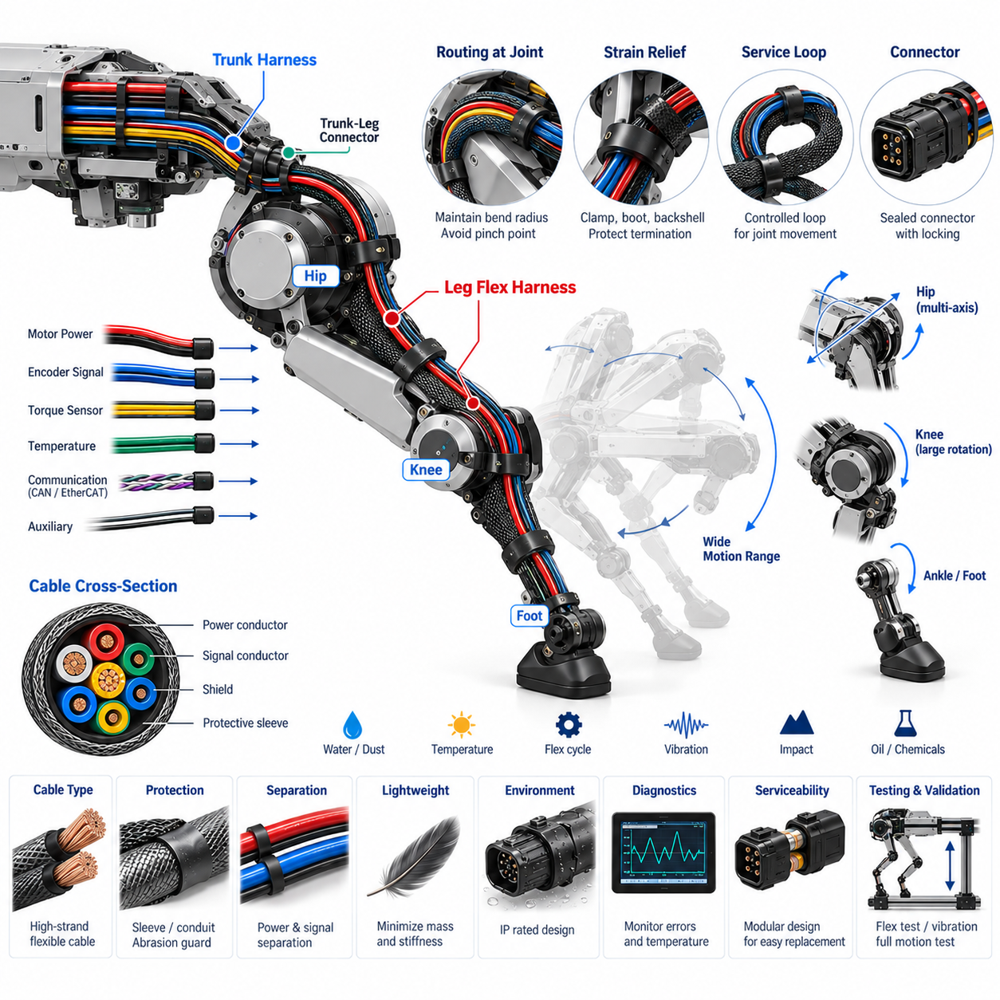 Trunk Harness
Trunk-Leg
Connector
Routing at Joint
Maintain bend radius
Avoid pinch point
Strain Relief
Clamp, boot, backshell
Protect termination
Service Loop
Controlled loop
for joint movement
Connector
Sealed connector
with locking
Hip
Leg Flex Harness
Knee
Foot
Motor Power
Encoder Signal
Torque Sensor
Temperature
Communication
(CAN / EtherCAT)
Auxiliary
Wide
Motion Range
Hip
(multi-axis)
Knee
(large rotation)
Ankle / Foot
Cable Cross-Section
Power conductor
Signal conductor
Shield
Protective sleeve
Water / Dust
Temperature
Flex cycle
Vibration
Impact
Oil / Chemicals
Cable Type
High-strand
flexible cable
Protection
Sleeve / conduit
Abrasion guard
Separation
Power & signal
separation
Lightweight
Minimize mass
and stiffness
Environment
IP rated design
Diagnostics
Monitor errors
and temperature
Serviceability
Modular design
for easy replacement
Testing & Validation
Flex test / vibration
full motion test